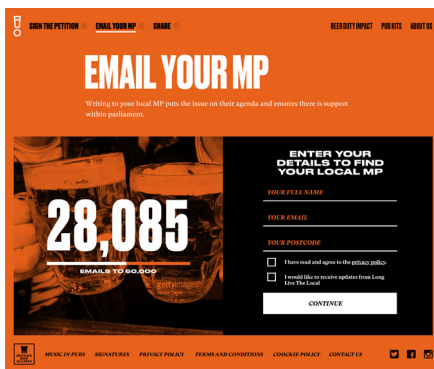 SIGN THE PETITION EMAIL YOUR MP SHARE BEER DUTY IMPACT PUB KITS ABOUT US
EMAIL YOUR MP
Writing to your local MP puts the issue on their agenda and ensures there is support
within parliament.
28,085
EMAILS TO 50,000
gettyimages
ENTER YOUR
DETAILS TO FIND
YOUR LOCAL MP
YOUR FULL NAME
YOUR EMAIL
YOUR POSTCODE
I have read and agree to the privacy policy.
I would like to receive updates from Long
Live The Local
CONTINUE
MUSIC IN PUBS SIGNATURES PRIVACY POLICY TERMS AND CONDITIONS COOCKIE POLICY CONTACT US